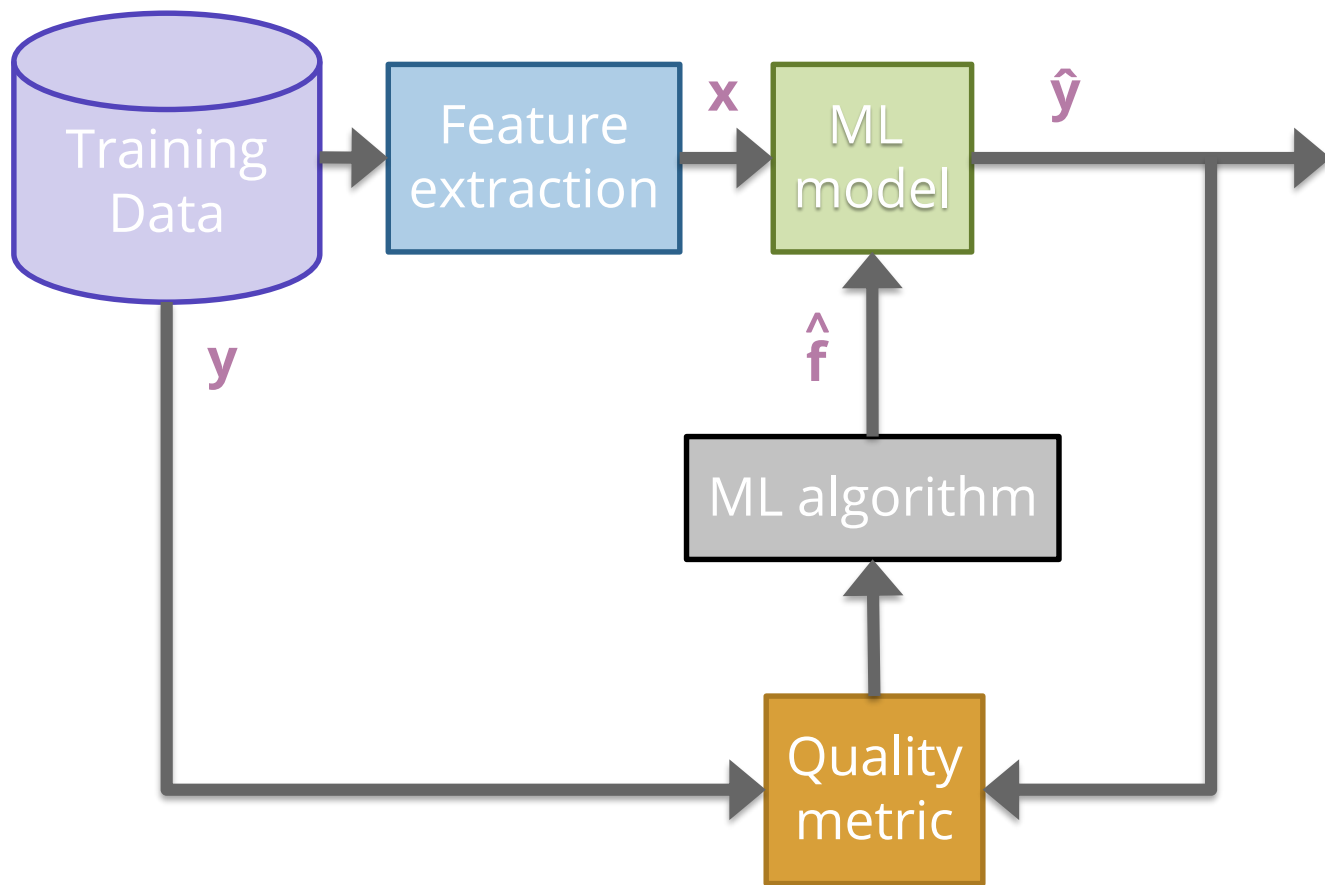 Training
Data
Feature
extraction
x
ML
model
ŷ
y
f̂
ML algorithm
Quality
metric